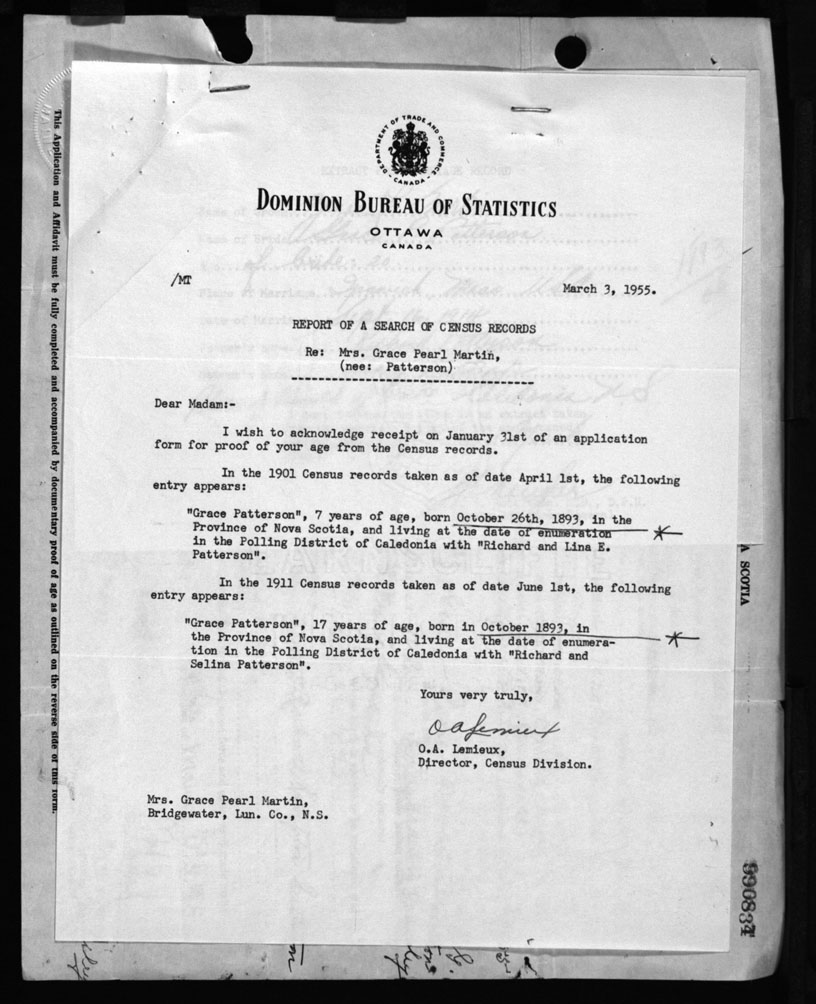 DEPARTMENT OF TRADE AND COMMERCE
CANADA
DOMINION BUREAU OF STATISTICS
OTTAWA
CANADA
/MT
March 3, 1955.
REPORT OF A SEARCH OF CENSUS RECORDS
Re: Mrs. Grace Pearl Martin,
(nee: Patterson)
Dear Madam:-
I wish to acknowledge receipt on January 31st of an application
form for proof of your age from the Census records.
In the 1901 Census records taken as of date April 1st, the following
entry appears:
"Grace Patterson", 7 years of age, born October 26th, 1893, in the
Province of Nova Scotia, and living at the date of enumeration
in the Polling District of Caledonia with "Richard and Lina E.
Patterson".
In the 1911 Census records taken as of date June 1st, the following
entry appears:
"Grace Patterson", 17 years of age, born in October 1893, in
the Province of Nova Scotia, and living at the date of enumera-
tion in the Polling District of Caledonia with "Richard and
Selina Patterson".
Yours very truly,
O A Lemieux
O.A. Lemieux,
Director, Census Division.
Mrs. Grace Pearl Martin,
Bridgewater, Lun. Co., N.S.
This Application and Affidavit must be fully completed and accompanied by documentary proof of age as outlined on the reverse side of this form.
A SCOTIA